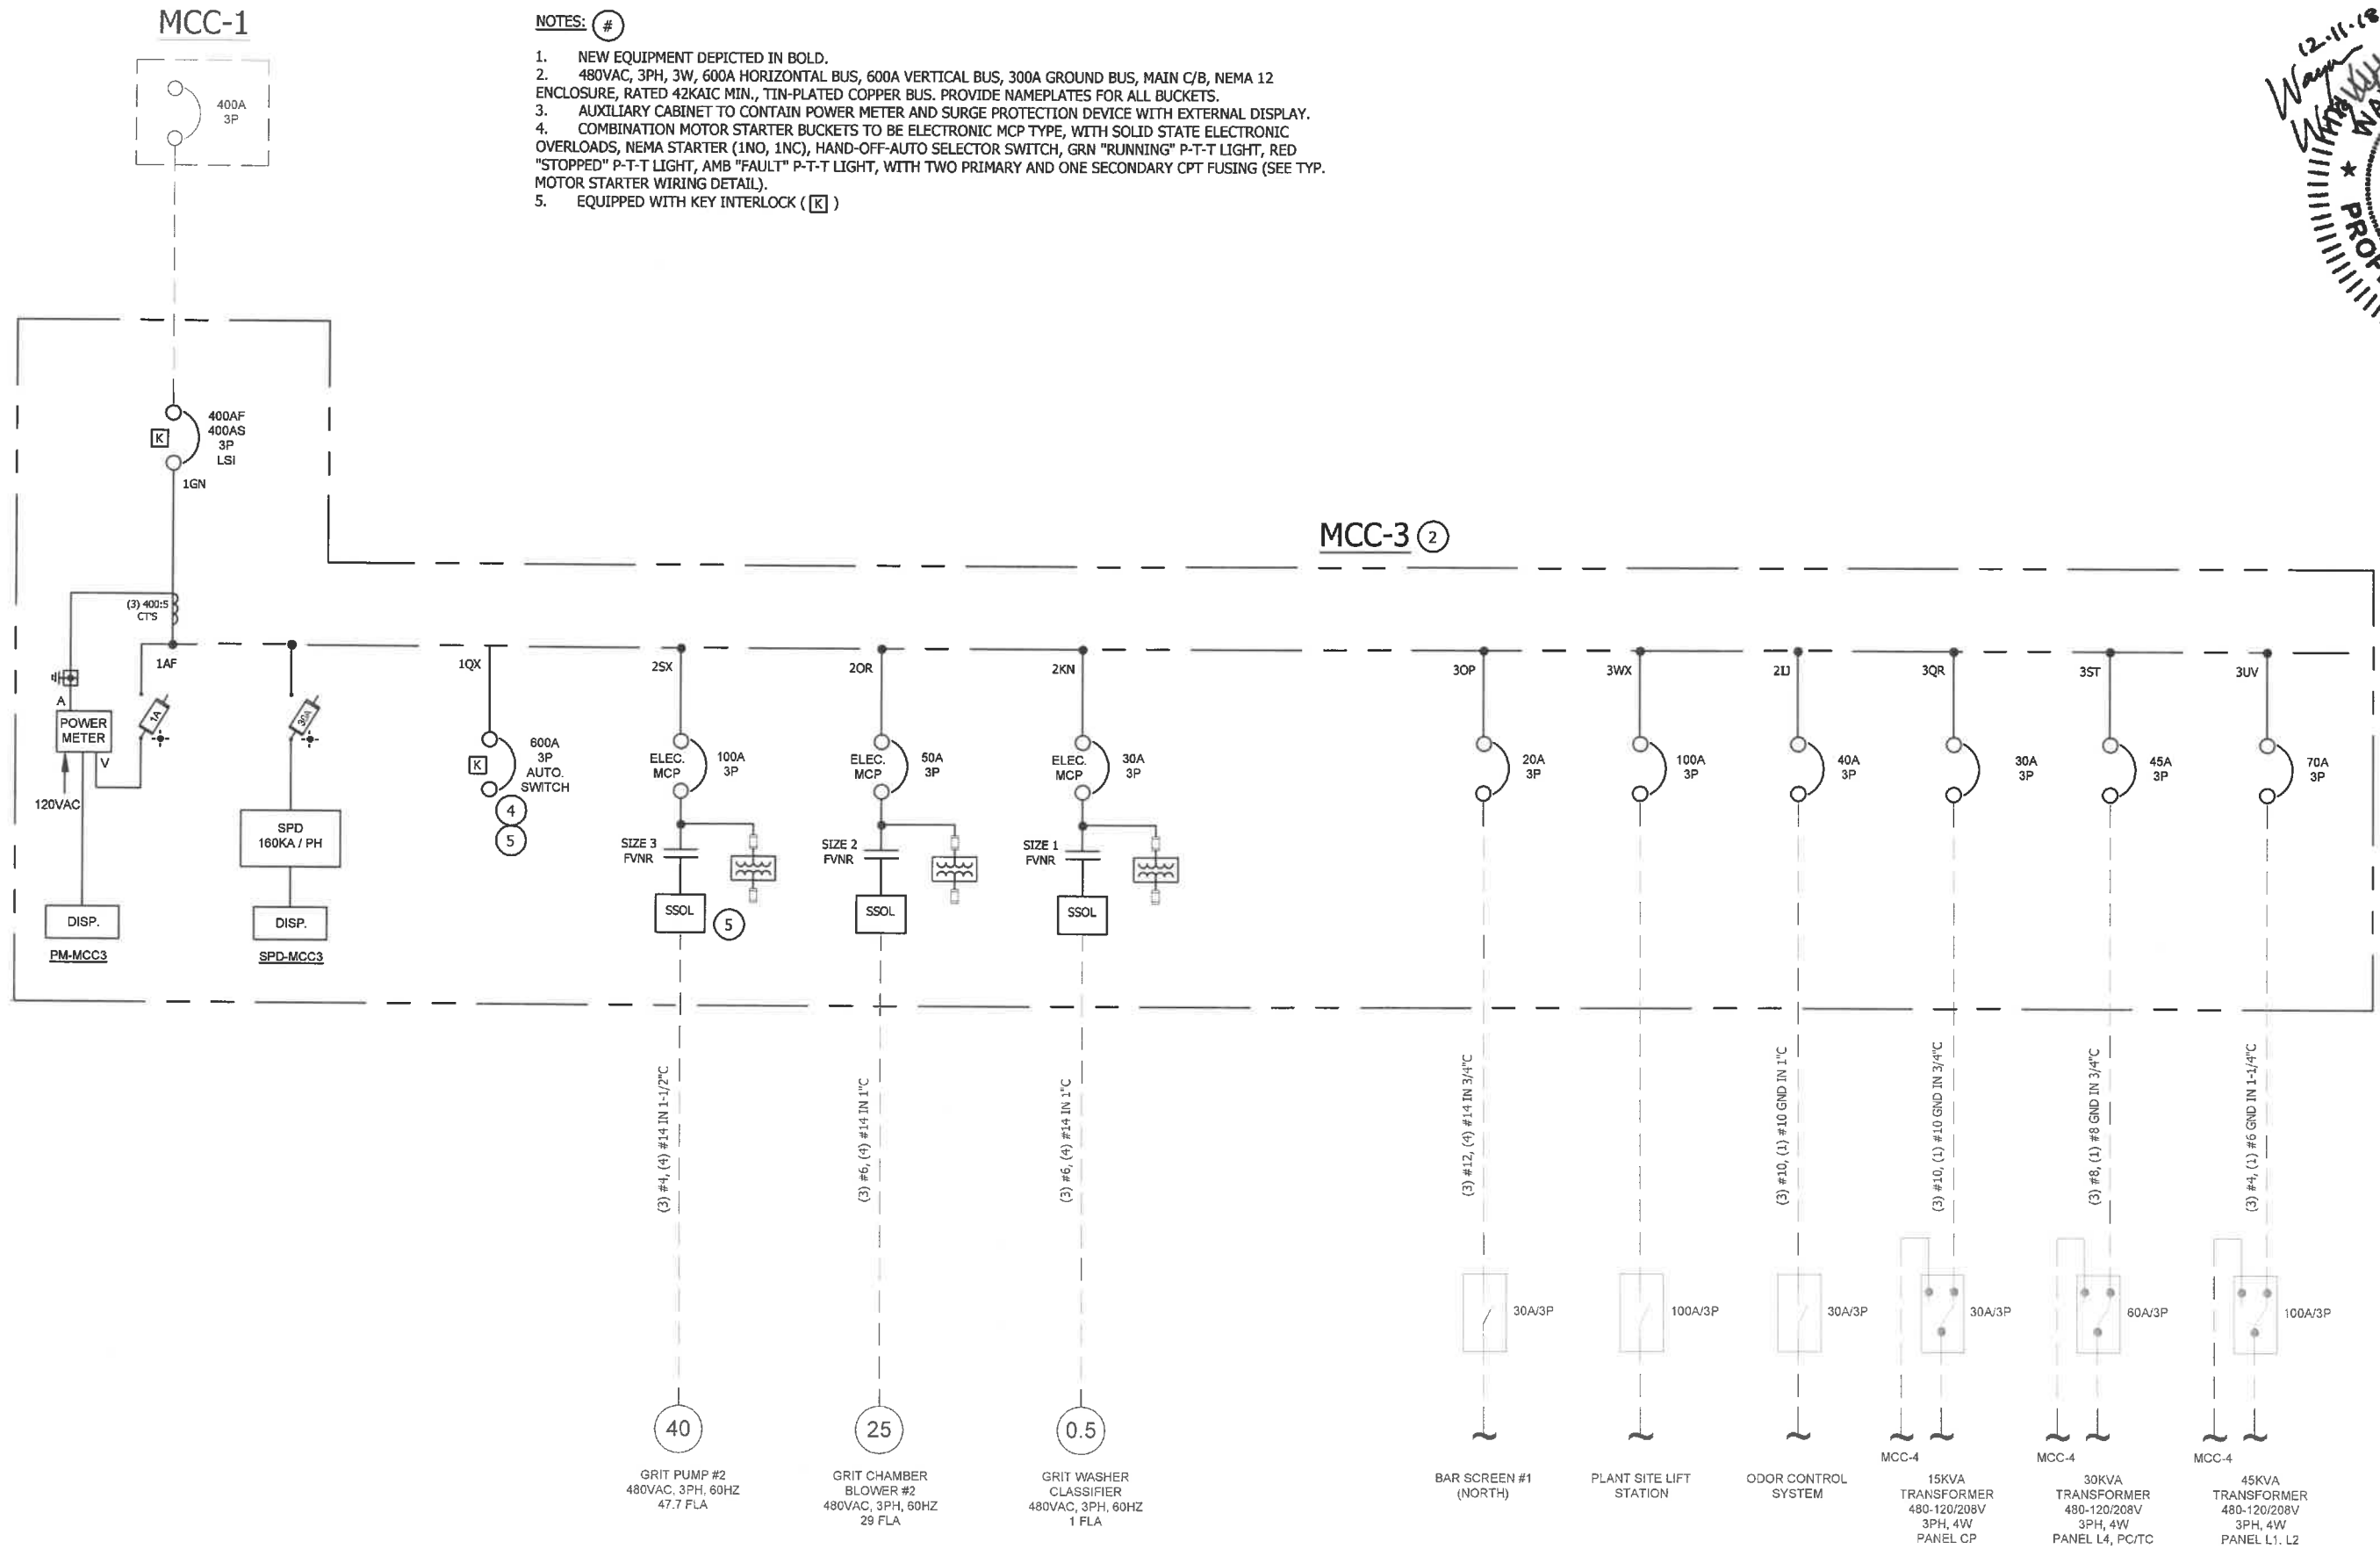 MCC-1
400A
3P
NOTES: #
1. NEW EQUIPMENT DEPICTED IN BOLD.
2. 480VAC, 3PH, 3W, 600A HORIZONTAL BUS, 600A VERTICAL BUS, 300A GROUND BUS, MAIN C/B, NEMA 12
ENCLOSURE, RATED 42KAIC MIN., TIN-PLATED COPPER BUS. PROVIDE NAMEPLATES FOR ALL BUCKETS.
3. AUXILIARY CABINET TO CONTAIN POWER METER AND SURGE PROTECTION DEVICE WITH EXTERNAL DISPLAY.
4. COMBINATION MOTOR STARTER BUCKETS TO BE ELECTRONIC MCP TYPE, WITH SOLID STATE ELECTRONIC
OVERLOADS, NEMA STARTER (1NO, 1NC), HAND-OFF-AUTO SELECTOR SWITCH, GRN "RUNNING" P-T-T LIGHT, RED
"STOPPED" P-T-T LIGHT, AMB "FAULT" P-T-T LIGHT, WITH TWO PRIMARY AND ONE SECONDARY CPT FUSING (SEE TYP.
MOTOR STARTER WIRING DETAIL).
5. EQUIPPED WITH KEY INTERLOCK ( K )
12-11-18
400AF
400AS
3P
LSI
K
1GN
MCC-3 2
(3) 400:5
CT'S
1AF
A
POWER
METER
V
1A
120VAC
DISP.
PM-MCC3
30A
SPD
160KA / PH
DISP.
SPD-MCC3
1QX
K
600A
3P
AUTO.
SWITCH
4
5
2SX
ELEC.
MCP
100A
3P
SIZE 3
FVNR
SSOL
5
2OR
ELEC.
MCP
50A
3P
SIZE 2
FVNR
SSOL
2KN
ELEC.
MCP
30A
3P
SIZE 1
FVNR
SSOL
3OP
20A
3P
3WX
100A
3P
2IJ
40A
3P
3QR
30A
3P
3ST
45A
3P
3UV
70A
3P
(3) #4, (4) #14 IN 1-1/2"C
(3) #6, (4) #14 IN 1"C
(3) #6, (4) #14 IN 1"C
(3) #12, (4) #14 IN 3/4"C
(3) #10, (1) #10 GND IN 1"C
(3) #10, (1) #10 GND IN 3/4"C
(3) #8, (1) #8 GND IN 3/4"C
(3) #4, (1) #6 GND IN 1-1/4"C
30A/3P
100A/3P
30A/3P
30A/3P
60A/3P
100A/3P
40
GRIT PUMP #2
480VAC, 3PH, 60HZ
47.7 FLA
25
GRIT CHAMBER
BLOWER #2
480VAC, 3PH, 60HZ
29 FLA
0.5
GRIT WASHER
CLASSIFIER
480VAC, 3PH, 60HZ
1 FLA
BAR SCREEN #1
(NORTH)
PLANT SITE LIFT
STATION
ODOR CONTROL
SYSTEM
MCC-4
15KVA
TRANSFORMER
480-120/208V
3PH, 4W
PANEL CP
MCC-4
30KVA
TRANSFORMER
480-120/208V
3PH, 4W
PANEL L4, PC/TC
MCC-4
45KVA
TRANSFORMER
480-120/208V
3PH, 4W
PANEL L1, L2